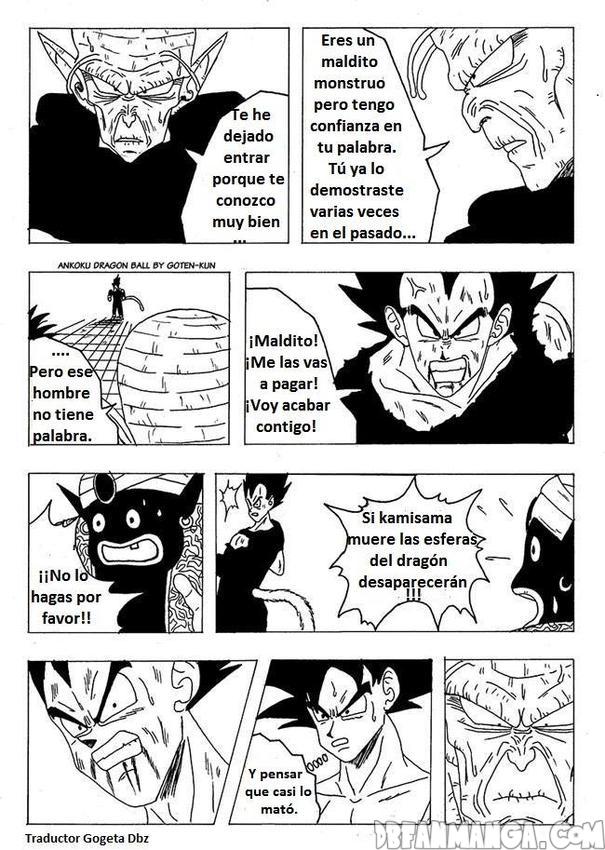 Te he
dejado
entrar
porque te
conozco
muy bien
...
Eres un
maldito
monstruo
pero tengo
confianza en
tu palabra.
Tú ya lo
demostraste
varias veces
en el pasado...
ANKOKU DRAGON BALL BY GOTEN-KUN
....
Pero ese
hombre
no tiene
palabra.
¡Maldito!
¡Me las vas
a pagar!
¡Voy acabar
contigo!
¡¡No lo
hagas por
favor!!
Si kamisama
muere las esferas
del dragón
desaparecerán
!!!
Y pensar
que casi lo
mató.
Traductor Gogeta Dbz
DBFANMANGA.COM